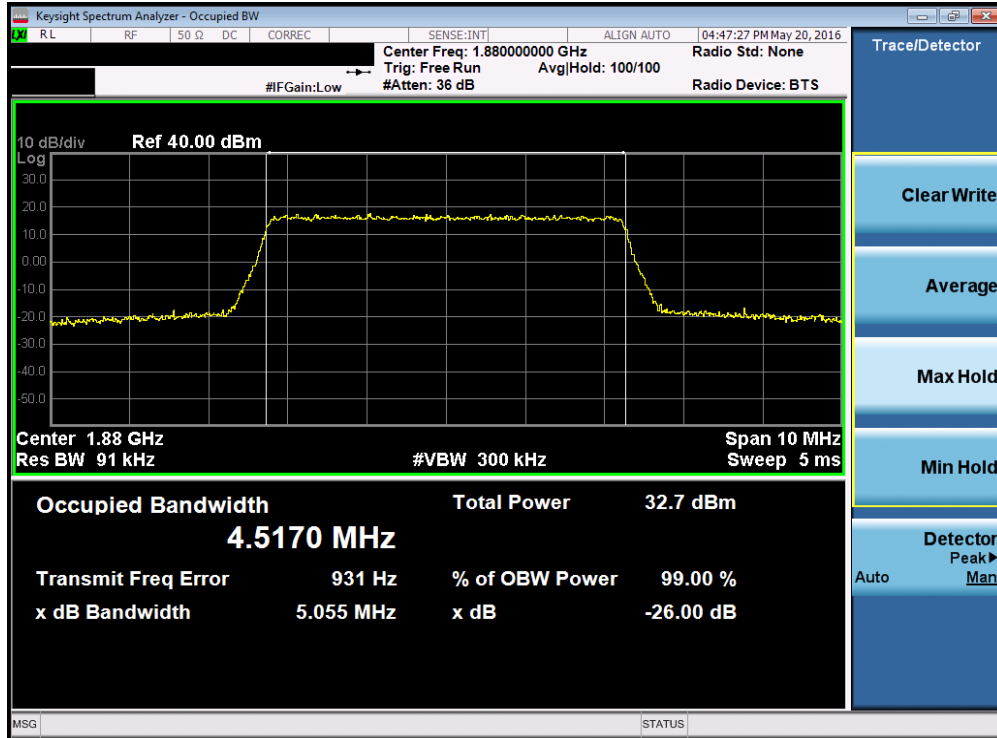 Keysight Spectrum Analyzer - Occupied BW
LXI RL RF 50 Ω DC CORREC SENSE:INT ALIGN AUTO 04:47:27 PM May 20, 2016
Center Freq: 1.880000000 GHz Radio Std: None
Trig: Free Run Avg|Hold: 100/100
#IFGain:Low #Atten: 36 dB Radio Device: BTS
10 dB/div Ref 40.00 dBm
Log
30.0
20.0
10.0
0.00
-10.0
-20.0
-30.0
-40.0
-50.0
Center 1.88 GHz Span 10 MHz
Res BW 91 kHz #VBW 300 kHz Sweep 5 ms
Occupied Bandwidth Total Power 32.7 dBm
4.5170 MHz
Transmit Freq Error 931 Hz % of OBW Power 99.00 %
x dB Bandwidth 5.055 MHz x dB -26.00 dB
MSG STATUS
Trace/Detector
Clear Write
Average
Max Hold
Min Hold
Detector
Peak▶
Auto Man